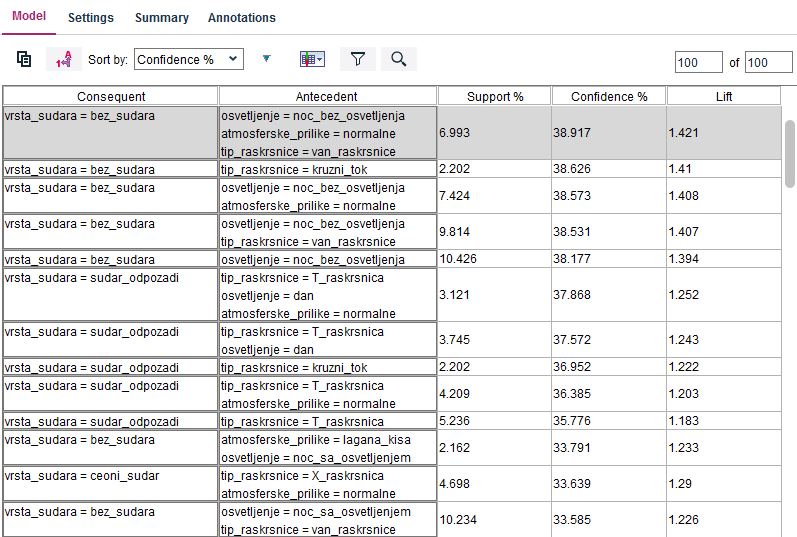 Model Settings Summary Annotations
Sort by: Confidence % 100 of 100
Consequent Antecedent Support % Confidence % Lift
vrsta_sudara = bez_sudara osvetljenje = noc_bez_osvetljenja
atmosferske_prilike = normalne 6.993 38.917 1.421
tip_raskrsnice = van_raskrsnice
vrsta_sudara = bez_sudara tip_raskrsnice = kruzni_tok 2.202 38.626 1.41
vrsta_sudara = bez_sudara osvetljenje = noc_bez_osvetljenja 7.424 38.573 1.408
atmosferske_prilike = normalne
vrsta_sudara = bez_sudara osvetljenje = noc_bez_osvetljenja 9.814 38.531 1.407
tip_raskrsnice = van_raskrsnice
vrsta_sudara = bez_sudara osvetljenje = noc_bez_osvetljenja 10.426 38.177 1.394
vrsta_sudara = sudar_odpozadi tip_raskrsnice = T_raskrsnica
osvetljenje = dan 3.121 37.868 1.252
atmosferske_prilike = normalne
vrsta_sudara = sudar_odpozadi tip_raskrsnice = T_raskrsnica 3.745 37.572 1.243
osvetljenje = dan
vrsta_sudara = sudar_odpozadi tip_raskrsnice = kruzni_tok 2.202 36.952 1.222
vrsta_sudara = sudar_odpozadi tip_raskrsnice = T_raskrsnica 4.209 36.385 1.203
atmosferske_prilike = normalne
vrsta_sudara = sudar_odpozadi tip_raskrsnice = T_raskrsnica 5.236 35.776 1.183
vrsta_sudara = bez_sudara atmosferske_prilike = lagana_kisa 2.162 33.791 1.233
osvetljenje = noc_sa_osvetljenjem
vrsta_sudara = ceoni_sudar tip_raskrsnice = X_raskrsnica 4.698 33.639 1.29
atmosferske_prilike = normalne
vrsta_sudara = bez_sudara osvetljenje = noc_sa_osvetljenjem 10.234 33.585 1.226
tip_raskrsnice = van_raskrsnice